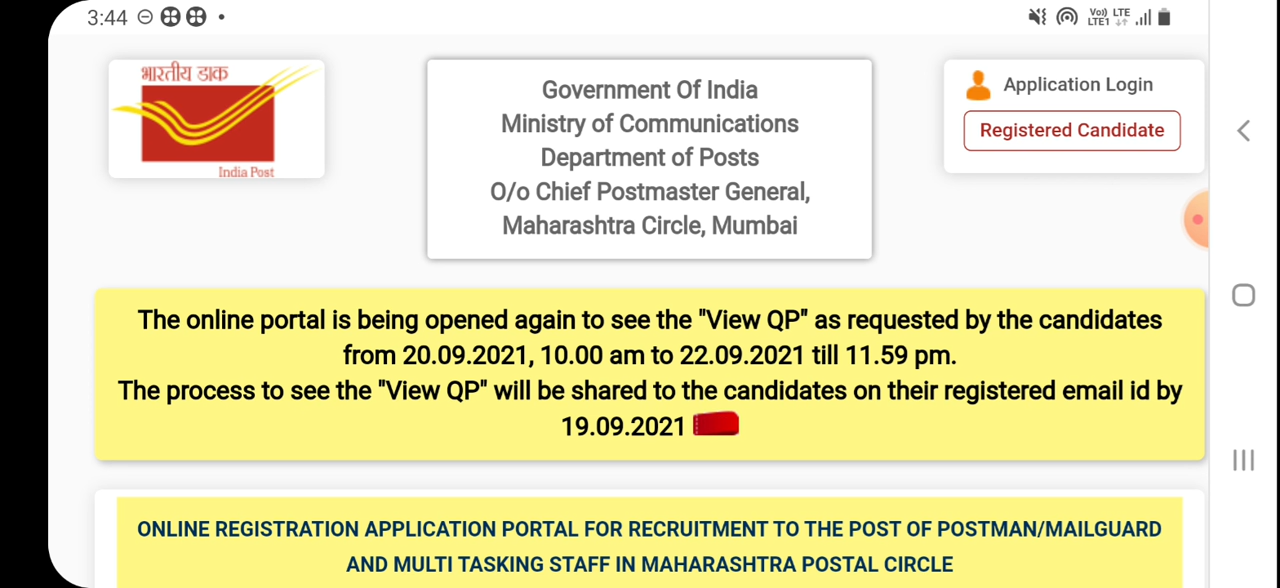 3:44
Vo)) LTE
LTE1
भारतीय डाक
India Post
Government Of India
Ministry of Communications
Department of Posts
O/o Chief Postmaster General,
Maharashtra Circle, Mumbai
Application Login
Registered Candidate
The online portal is being opened again to see the "View QP" as requested by the candidates
from 20.09.2021, 10.00 am to 22.09.2021 till 11.59 pm.
The process to see the "View QP" will be shared to the candidates on their registered email id by
19.09.2021
ONLINE REGISTRATION APPLICATION PORTAL FOR RECRUITMENT TO THE POST OF POSTMAN/MAILGUARD
AND MULTI TASKING STAFF IN MAHARASHTRA POSTAL CIRCLE